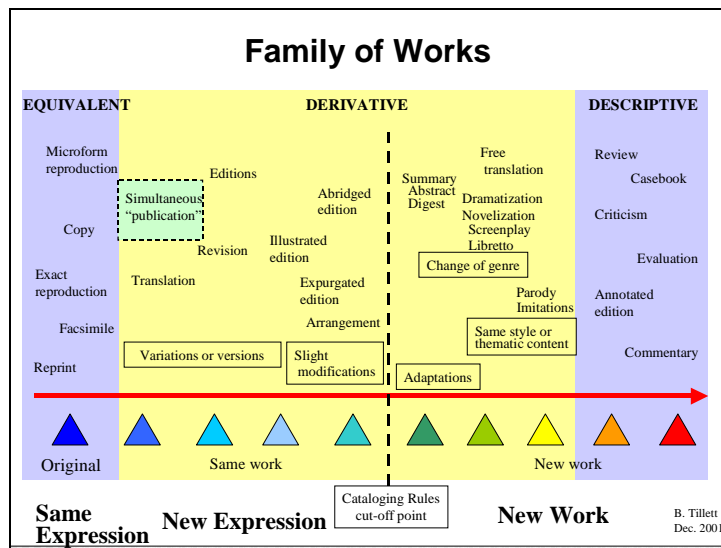 Family of Works
EQUIVALENT
DERIVATIVE
DESCRIPTIVE
Microform
reproduction
Copy
Exact
reproduction
Facsimile
Reprint
Simultaneous
“publication”
Editions
Revision
Translation
Abridged
edition
Illustrated
edition
Expurgated
edition
Arrangement
Variations or versions
Slight
modifications
Free
translation
Summary
Abstract
Digest
Dramatization
Novelization
Screenplay
Libretto
Change of genre
Parody
Imitations
Same style or
thematic content
Adaptations
Review
Casebook
Criticism
Evaluation
Annotated
edition
Commentary
Original
Same work
New work
Same
Expression
New Expression
Cataloging Rules
cut-off point
New Work
B. Tillett
Dec. 2001